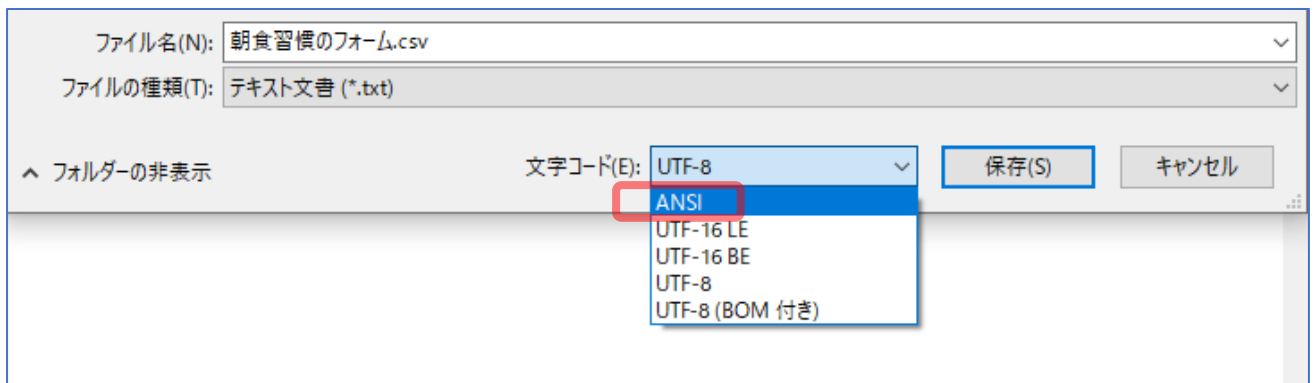 ファイル名(N): 朝食習慣のフォーム.csv
ファイルの種類(T): テキスト文書 (*.txt)
フォルダーの非表示 文字コード(E): UTF-8 保存(S) キャンセル
ANSI
UTF-16 LE
UTF-16 BE
UTF-8
UTF-8 (BOM 付き)